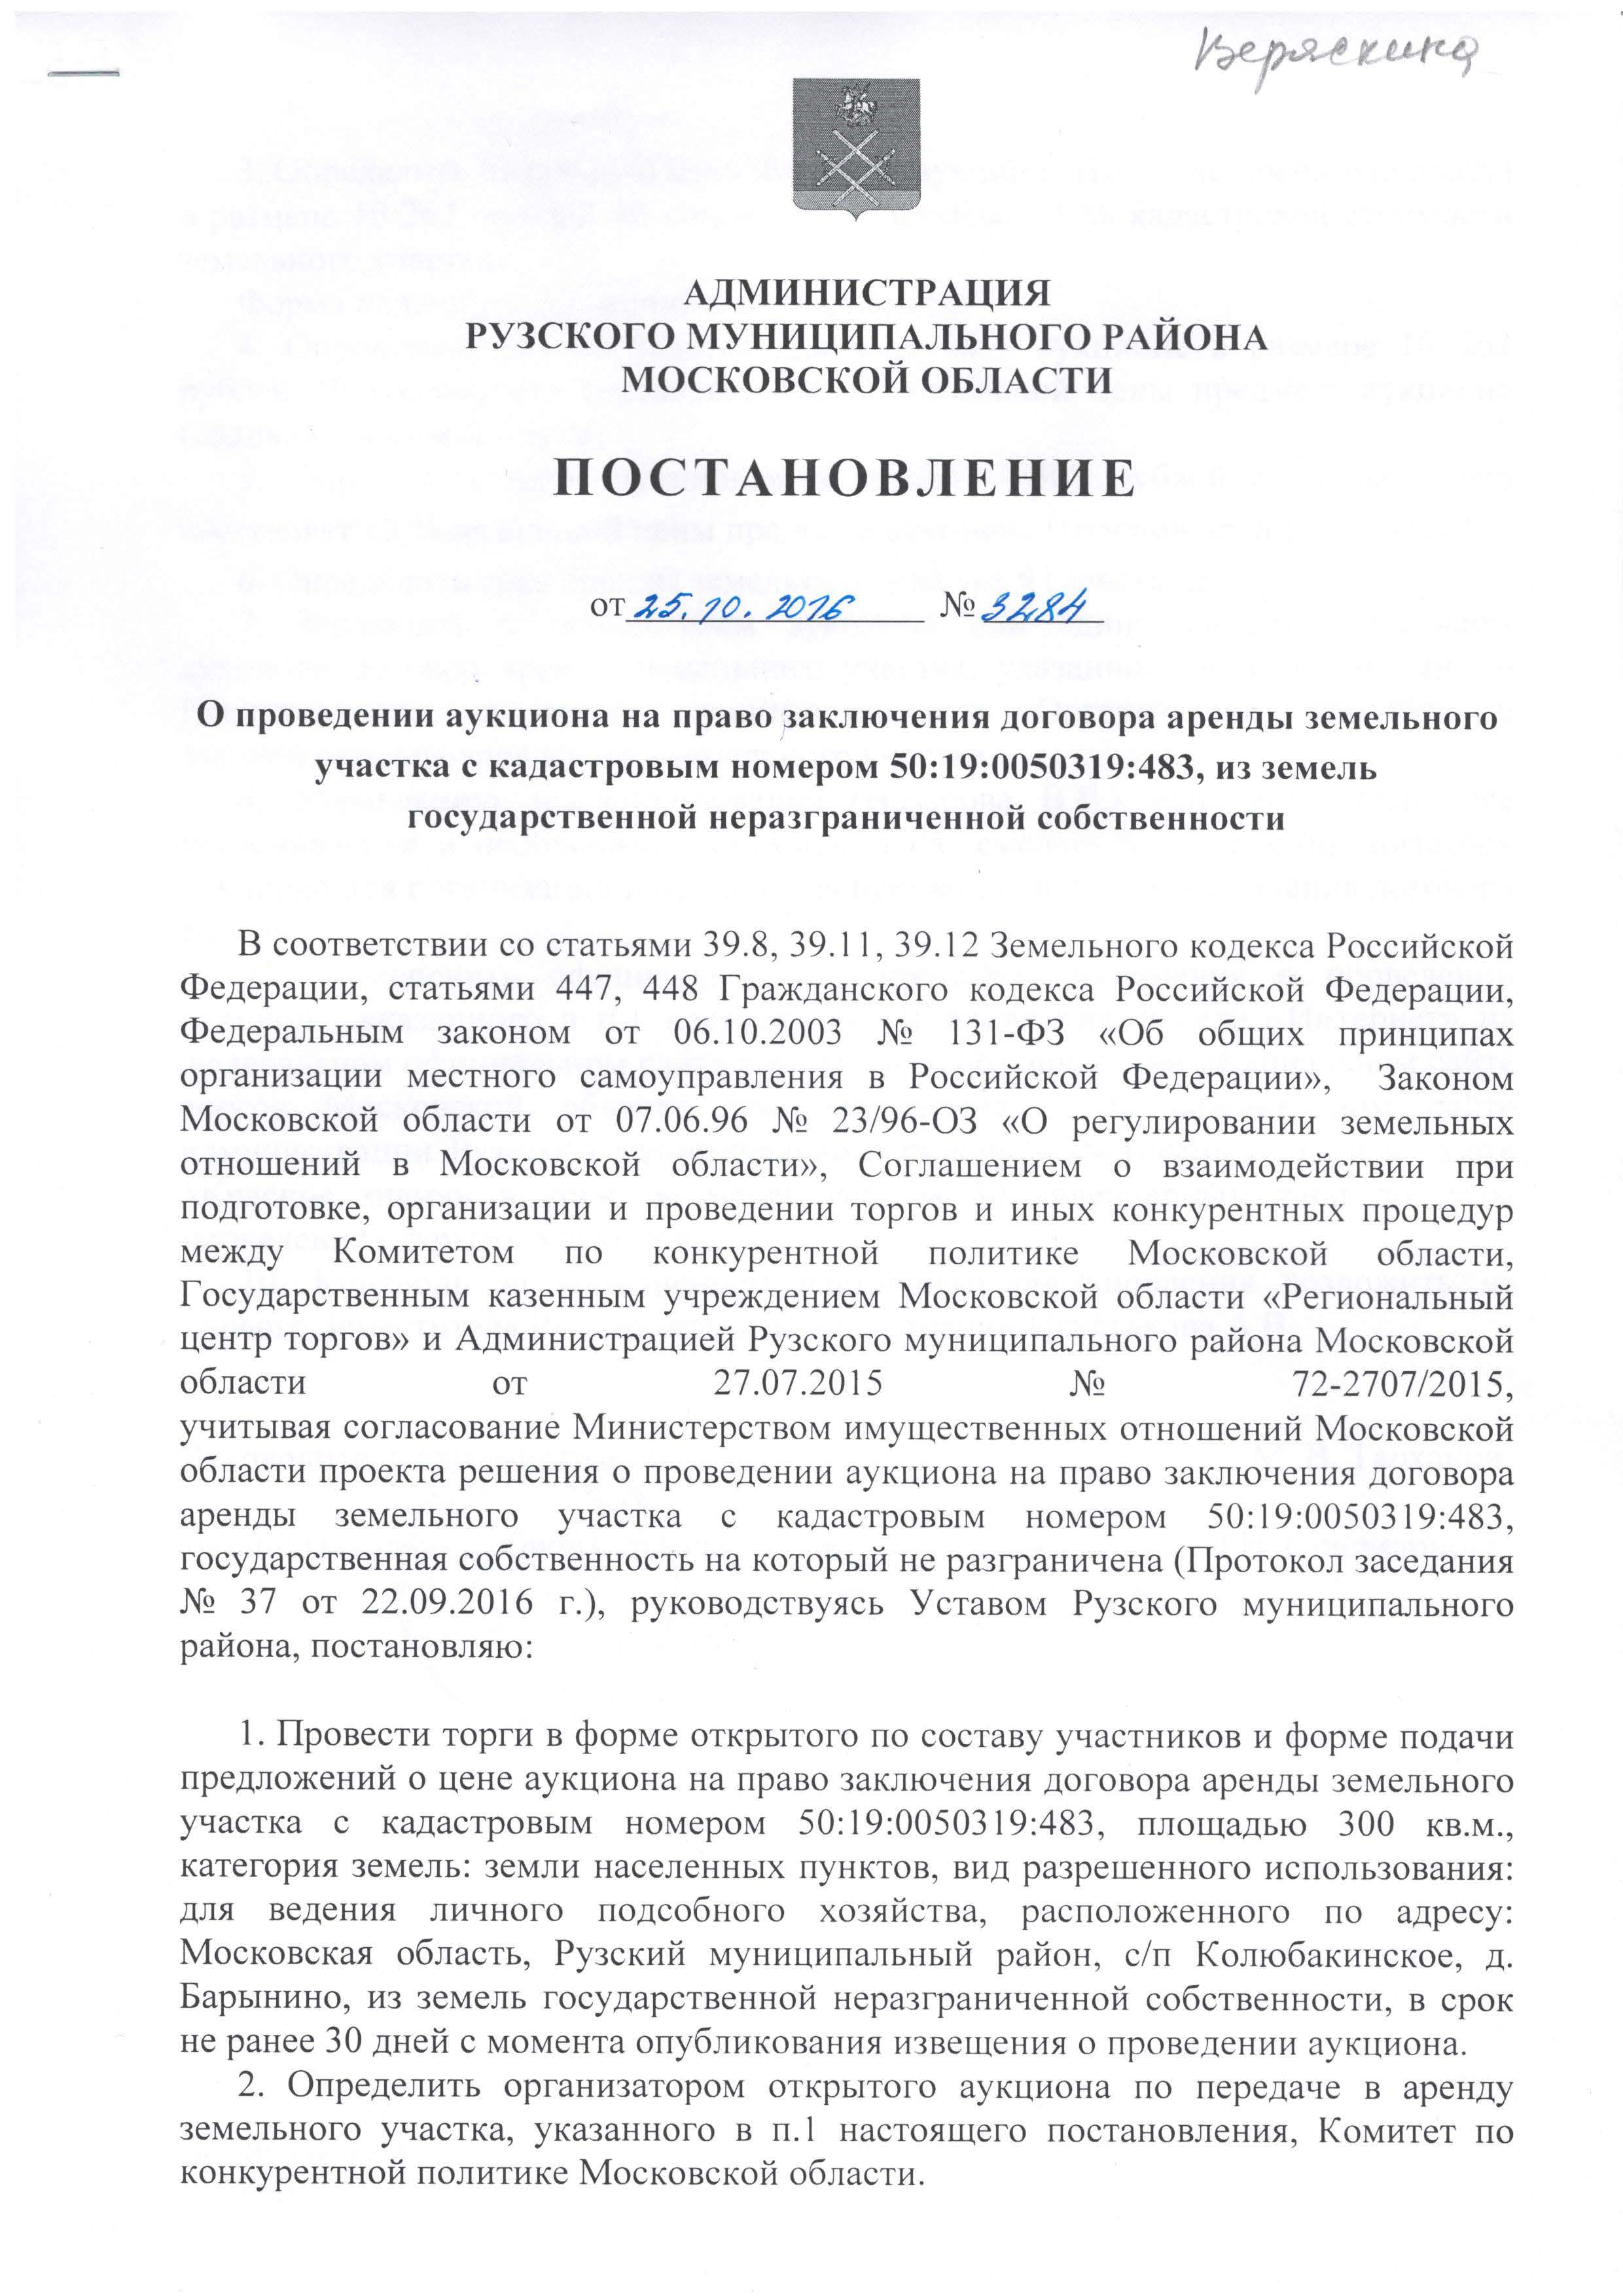 Веряскина
АДМИНИСТРАЦИЯ
РУЗСКОГО МУНИЦИПАЛЬНОГО РАЙОНА
МОСКОВСКОЙ ОБЛАСТИ
ПОСТАНОВЛЕНИЕ
от 25.10.2016 № 3284
О проведении аукциона на право заключения договора аренды земельного
участка с кадастровым номером 50:19:0050319:483, из земель
государственной неразграниченной собственности
В соответствии со статьями 39.8, 39.11, 39.12 Земельного кодекса Российской
Федерации, статьями 447, 448 Гражданского кодекса Российской Федерации,
Федеральным законом от 06.10.2003 № 131-ФЗ «Об общих принципах
организации местного самоуправления в Российской Федерации», Законом
Московской области от 07.06.96 № 23/96-ОЗ «О регулировании земельных
отношений в Московской области», Соглашением о взаимодействии при
подготовке, организации и проведении торгов и иных конкурентных процедур
между Комитетом по конкурентной политике Московской области,
Государственным казенным учреждением Московской области «Региональный
центр торгов» и Администрацией Рузского муниципального района Московской
области от 27.07.2015 № 72-2707/2015,
учитывая согласование Министерством имущественных отношений Московской
области проекта решения о проведении аукциона на право заключения договора
аренды земельного участка с кадастровым номером 50:19:0050319:483,
государственная собственность на который не разграничена (Протокол заседания
№ 37 от 22.09.2016 г.), руководствуясь Уставом Рузского муниципального
района, постановляю:
1. Провести торги в форме открытого по составу участников и форме подачи
предложений о цене аукциона на право заключения договора аренды земельного
участка с кадастровым номером 50:19:0050319:483, площадью 300 кв.м.,
категория земель: земли населенных пунктов, вид разрешенного использования:
для ведения личного подсобного хозяйства, расположенного по адресу:
Московская область, Рузский муниципальный район, с/п Колюбакинское, д.
Барынино, из земель государственной неразграниченной собственности, в срок
не ранее 30 дней с момента опубликования извещения о проведении аукциона.
2. Определить организатором открытого аукциона по передаче в аренду
земельного участка, указанного в п.1 настоящего постановления, Комитет по
конкурентной политике Московской области.